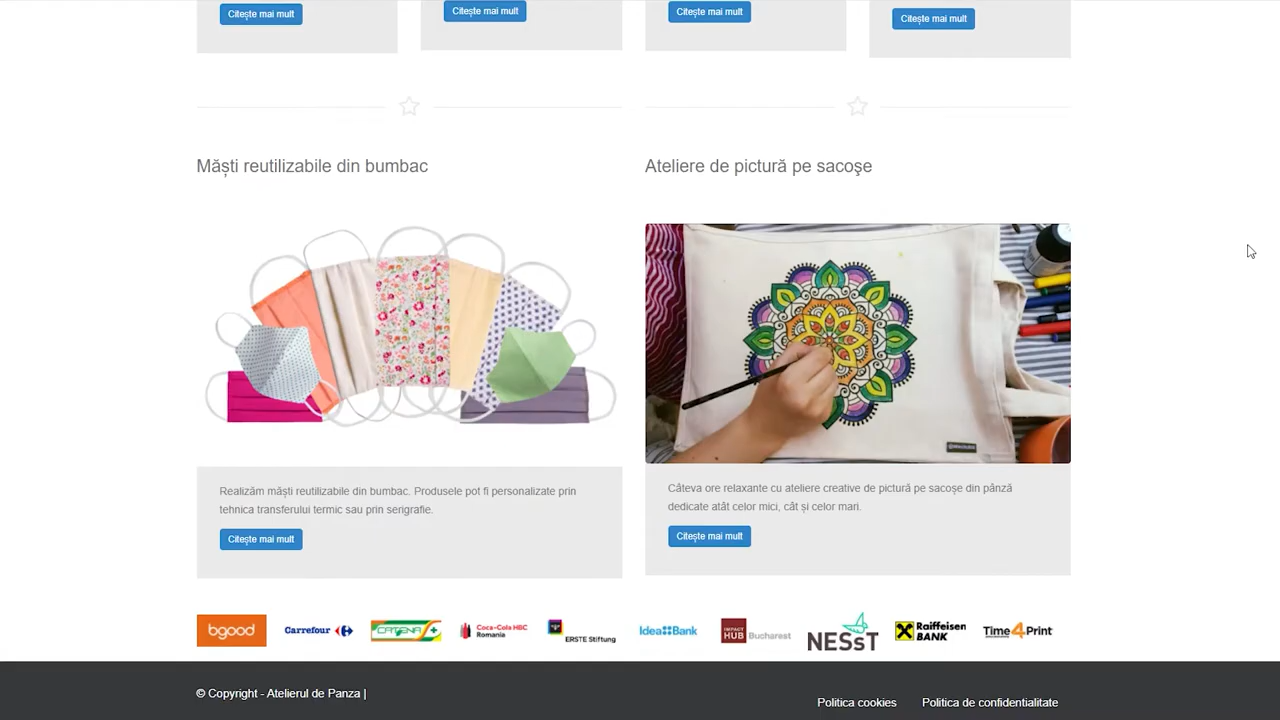 Citește mai mult
Citește mai mult
Citește mai mult
Citește mai mult
Măști reutilizabile din bumbac
Ateliere de pictură pe sacoşe
Realizăm măști reutilizabile din bumbac. Produsele pot fi personalizate prin
tehnica transferului termic sau prin serigrafie.
Citește mai mult
Câteva ore relaxante cu ateliere creative de pictură pe sacoșe din pânză
dedicate atât celor mici, cât și celor mari.
Citește mai mult
bgood
Carrefour
CATENA
Coca-Cola HBC
Romania
ERSTE Stiftung
Idea Bank
IMPACT
HUB Bucharest
NESsT
Raiffeisen
BANK
Time4Print
© Copyright - Atelierul de Panza |
Politica cookies
Politica de confidentialitate